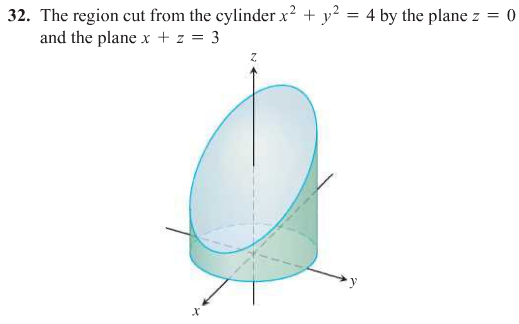 32. The region cut from the cylinder x² + y² = 4 by the plane z = 0
and the plane x + z = 3
z
y
x